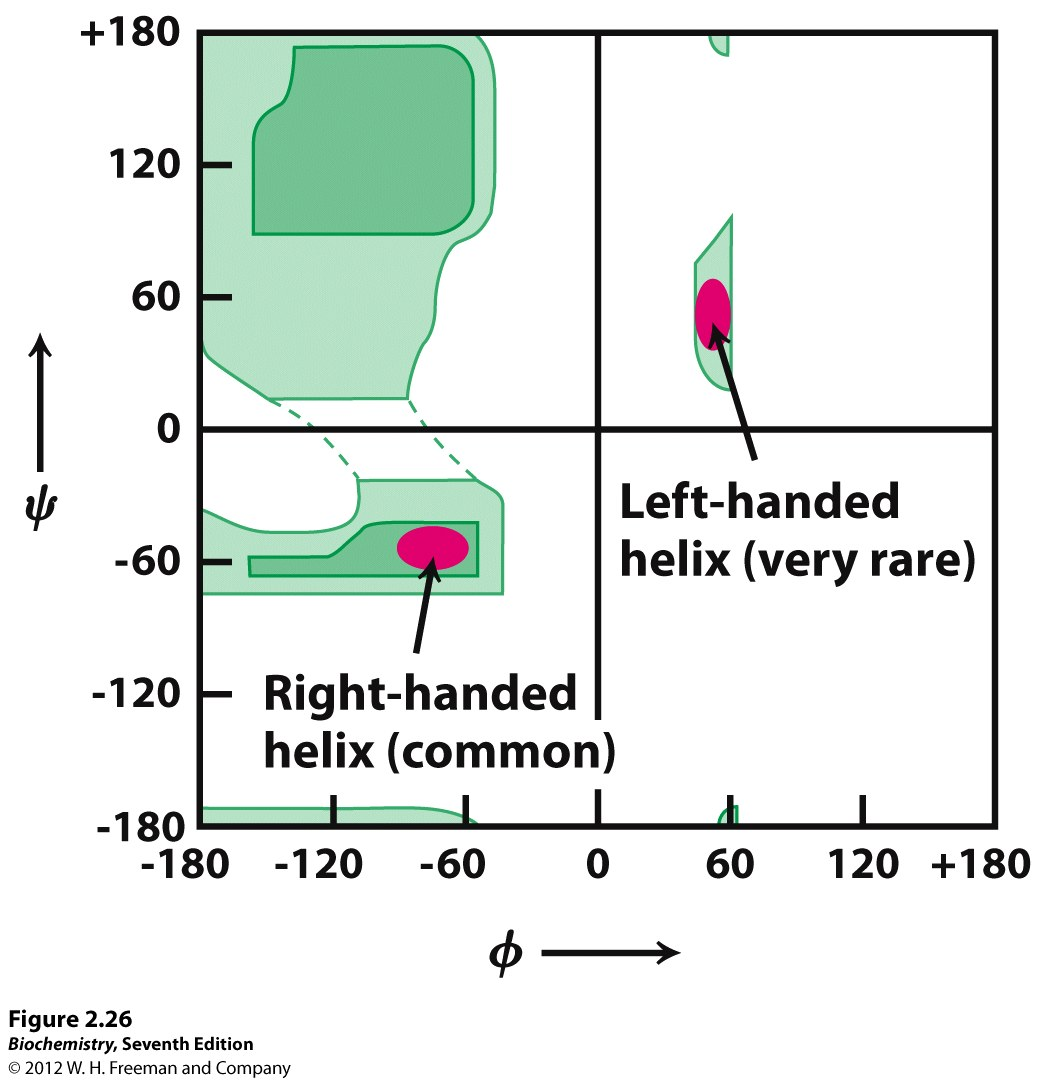 +180
120
60
0
-60
-120
-180
ψ
Left-handed
helix (very rare)
Right-handed
helix (common)
-180 -120 -60 0 60 120 +180
ϕ
Figure 2.26
Biochemistry, Seventh Edition
© 2012 W. H. Freeman and Company